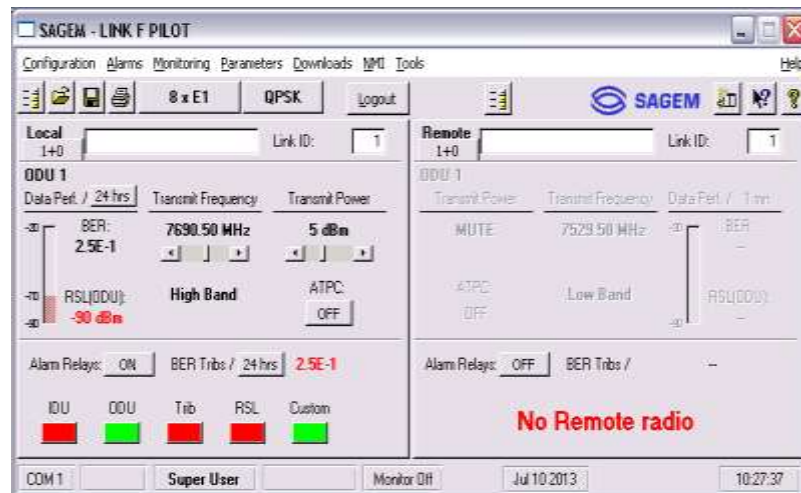 SAGEM - LINK F PILOT
Configuration Alarms Monitoring Parameters Downloads NMI Tools Help
8 x E1 QPSK Logout SAGEM
Local Link ID: 1
1+0
Remote Link ID: 1
1+0
ODU 1
Data Perf. / 24 hrs Transmit Frequency Transmit Power
BER: 7690.50 MHz 5 dBm
2.5E-1
-70 RSL(ODU): High Band ATPC:
-90 -90 dBm OFF
ODU 1
Transmit Power Transmit Frequency Data Perf. / 1 mn
MUTE 7529.50 MHz BER
--
ATPC Low Band RSL(ODU)
OFF --
Alarm Relays: ON BER Tribs / 24 hrs 2.5E-1
Alarm Relays: OFF BER Tribs / --
IDU ODU Trib RSL Custom
No Remote radio
COM 1 Super User Monitor Off Jul 10 2013 10:27:37